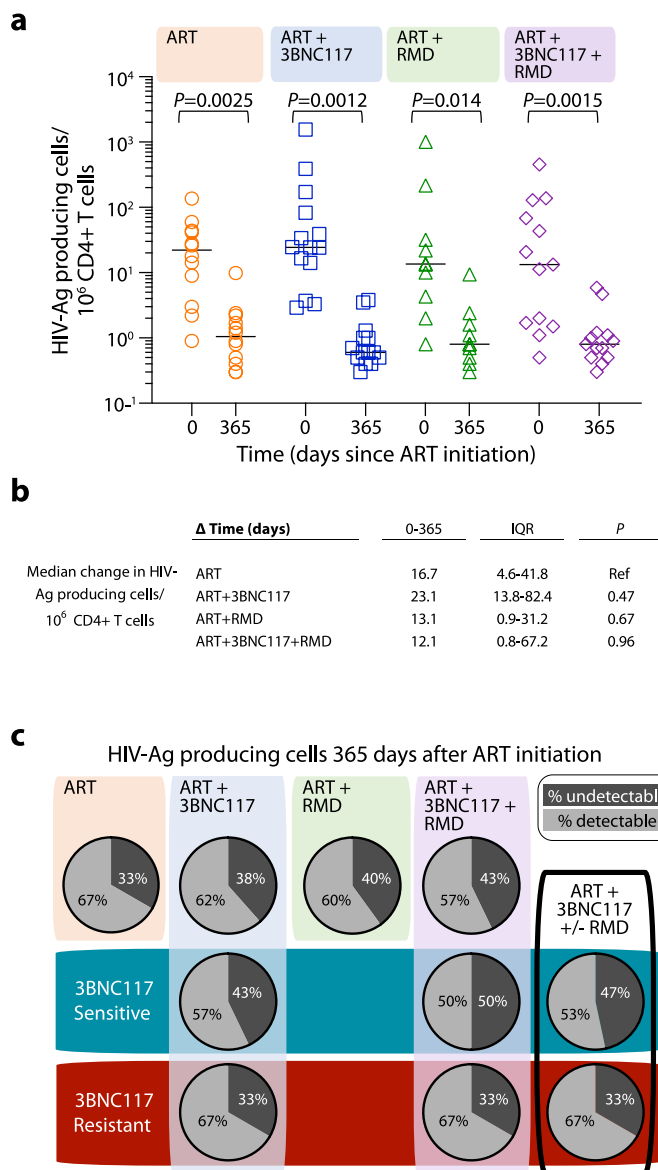 a
ART
ART +
3BNC117
ART +
RMD
ART +
3BNC117 +
RMD
P=0.0025
P=0.0012
P=0.014
P=0.0015
HIV-Ag producing cells/
10⁶ CD4+ T cells
10⁴
10³
10²
10¹
10⁰
10⁻¹
0 365 0 365 0 365 0 365
Time (days since ART initiation)
b
Δ Time (days) 0-365 IQR P
Median change in HIV-
Ag producing cells/
10⁶ CD4+ T cells
ART 16.7 4.6-41.8 Ref
ART+3BNC117 23.1 13.8-82.4 0.47
ART+RMD 13.1 0.9-31.2 0.67
ART+3BNC117+RMD 12.1 0.8-67.2 0.96
c
HIV-Ag producing cells 365 days after ART initiation
ART
ART +
3BNC117
ART +
RMD
ART +
3BNC117 +
RMD
% undetectable
% detectable
33%
67%
38%
62%
40%
60%
43%
57%
ART +
3BNC117
+/- RMD
3BNC117
Sensitive
43%
57%
50% 50%
47%
53%
3BNC117
Resistant
33%
67%
33%
67%
33%
67%